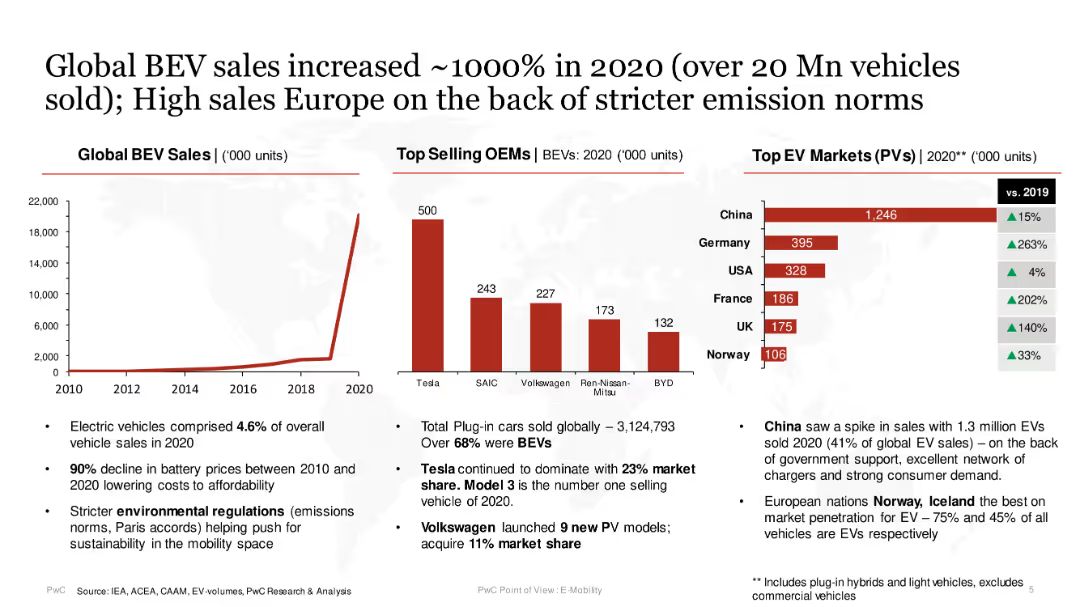 Global BEV sales increased ~1000% in 2020 (over 20 Mn vehicles
sold); High sales Europe on the back of stricter emission norms
Global BEV Sales | ('000 units)
22,000
18,000
14,000
10,000
6,000
2,000
0
2010 2012 2014 2016 2018 2020
• Electric vehicles comprised 4.6% of overall
vehicle sales in 2020
• 90% decline in battery prices between 2010 and
2020 lowering costs to affordability
• Stricter environmental regulations (emissions
norms, Paris accords) helping push for
sustainability in the mobility space
Top Selling OEMs | BEVs: 2020 ('000 units)
500
243
227
173
132
Tesla SAIC Volkswagen Ren-Nissan- BYD
Mitsu
• Total Plug-in cars sold globally – 3,124,793
Over 68% were BEVs
• Tesla continued to dominate with 23% market
share. Model 3 is the number one selling
vehicle of 2020.
• Volkswagen launched 9 new PV models;
acquire 11% market share
Top EV Markets (PVs) | 2020** ('000 units)
vs. 2019
China 1,246 ▲15%
Germany 395 ▲263%
USA 328 ▲ 4%
France 186 ▲202%
UK 175 ▲140%
Norway 106 ▲33%
• China saw a spike in sales with 1.3 million EVs
sold 2020 (41% of global EV sales) – on the back
of government support, excellent network of
chargers and strong consumer demand.
• European nations Norway, Iceland the best on
market penetration for EV – 75% and 45% of all
vehicles are EVs respectively
** Includes plug-in hybrids and light vehicles, excludes
commercial vehicles
PwC Source: IEA, ACEA, CAAM, EV-volumes, PwC Research & Analysis
PwC Point of View : E-Mobility
5